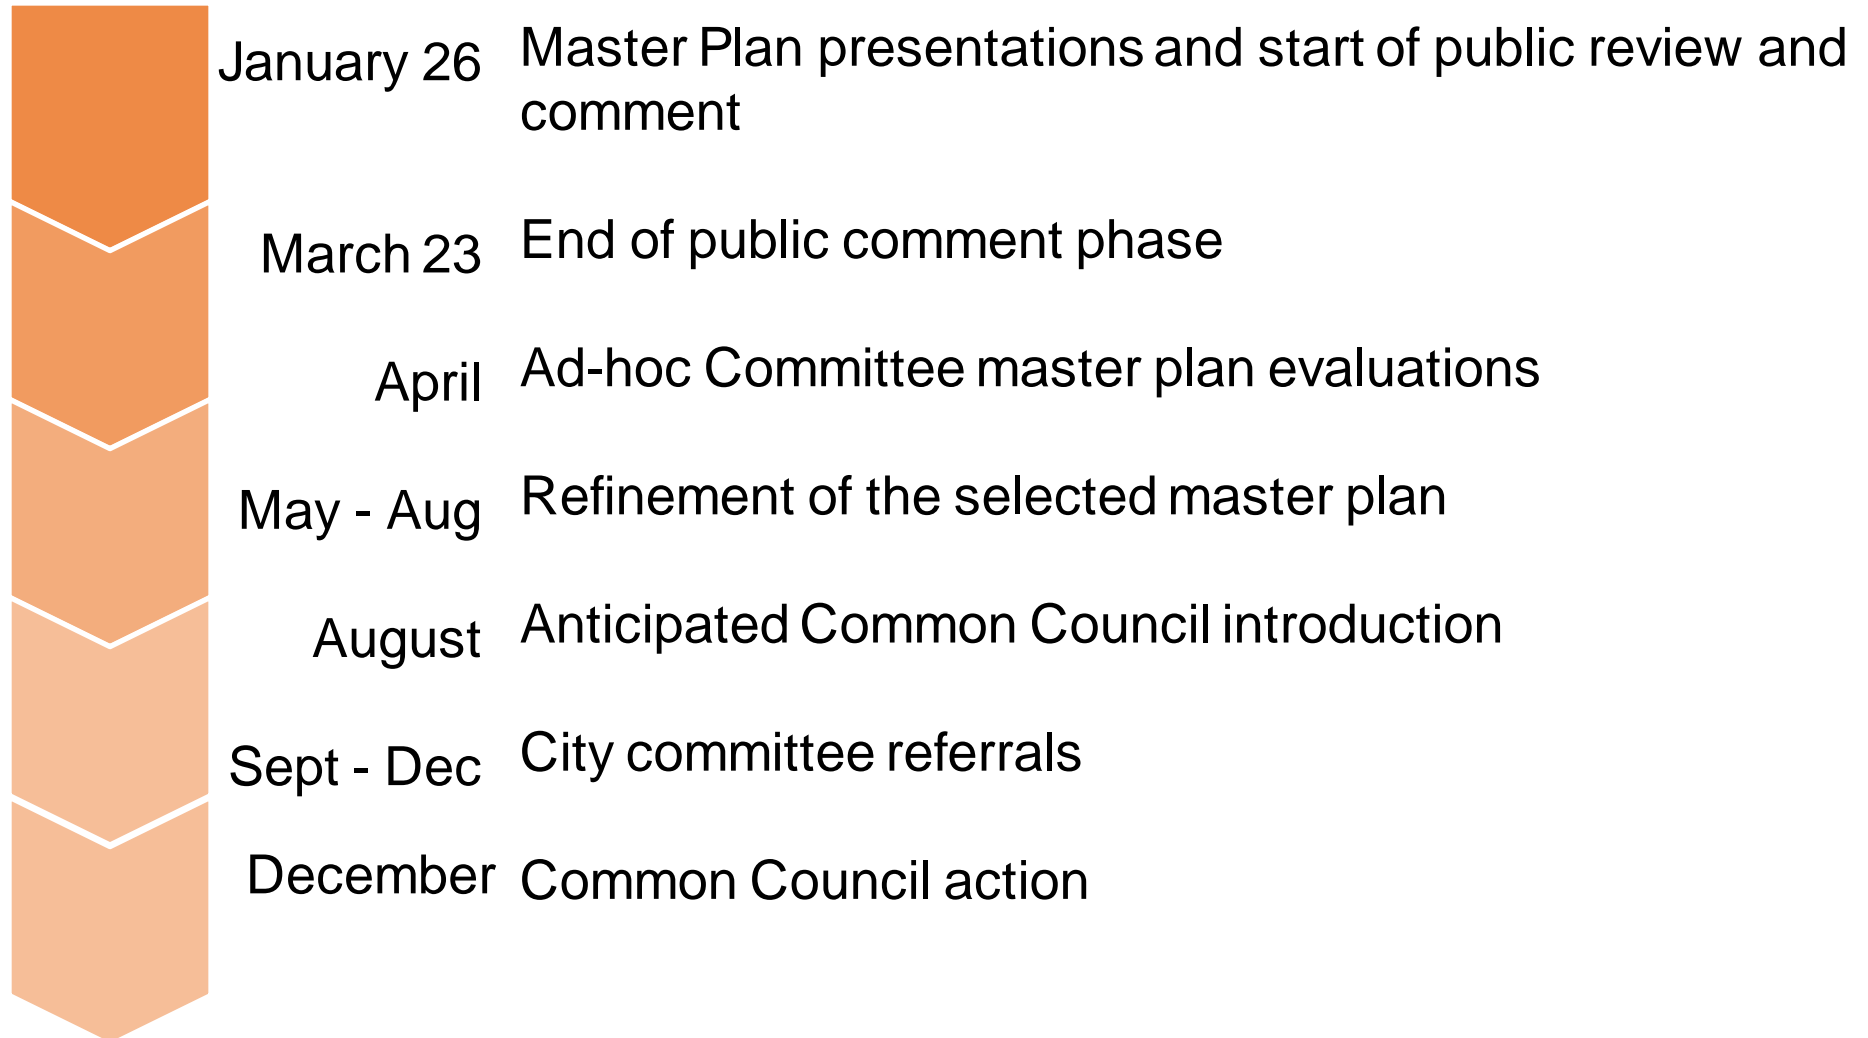 January 26 Master Plan presentations and start of public review and
comment
March 23 End of public comment phase
April Ad-hoc Committee master plan evaluations
May - Aug Refinement of the selected master plan
August Anticipated Common Council introduction
Sept - Dec City committee referrals
December Common Council action